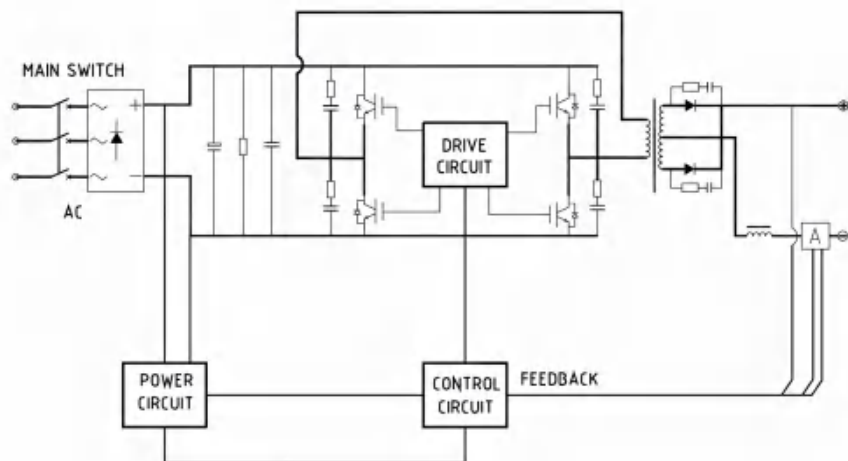 MAIN SWITCH
+
−
AC
DRIVE
CIRCUIT
A
POWER
CIRCUIT
CONTROL
CIRCUIT
FEEDBACK